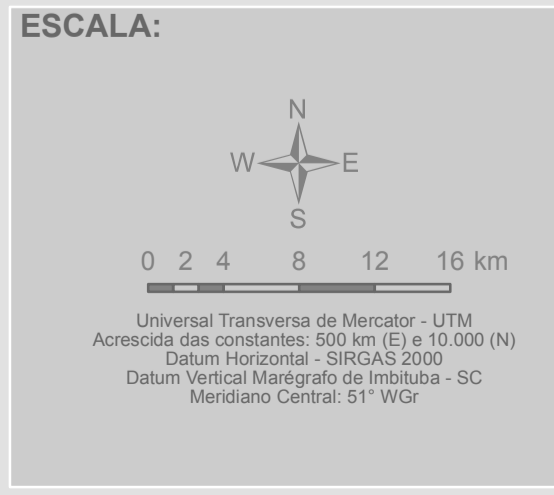 ESCALA:
N
W E
S
0 2 4 8 12 16 km
Universal Transversa de Mercator - UTM
Acrescida das constantes: 500 km (E) e 10.000 (N)
Datum Horizontal - SIRGAS 2000
Datum Vertical Marégrafo de Imbituba - SC
Meridiano Central: 51° WGr